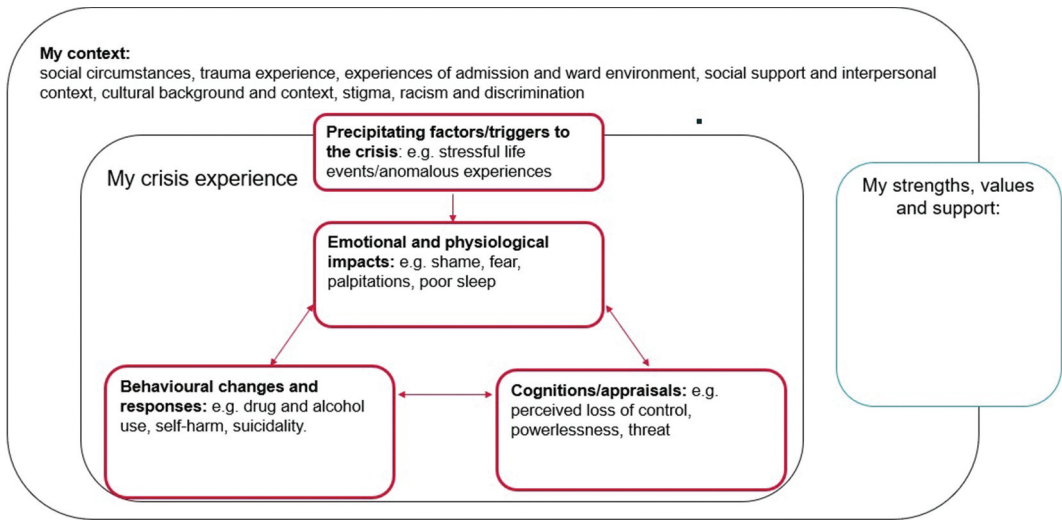 My context:
social circumstances, trauma experience, experiences of admission and ward environment, social support and interpersonal
context, cultural background and context, stigma, racism and discrimination
Precipitating factors/triggers to
the crisis: e.g. stressful life
events/anomalous experiences
My crisis experience
My strengths, values
and support:
Emotional and physiological
impacts: e.g. shame, fear,
palpitations, poor sleep
Behavioural changes and
responses: e.g. drug and alcohol
use, self-harm, suicidality.
Cognitions/appraisals: e.g.
perceived loss of control,
powerlessness, threat